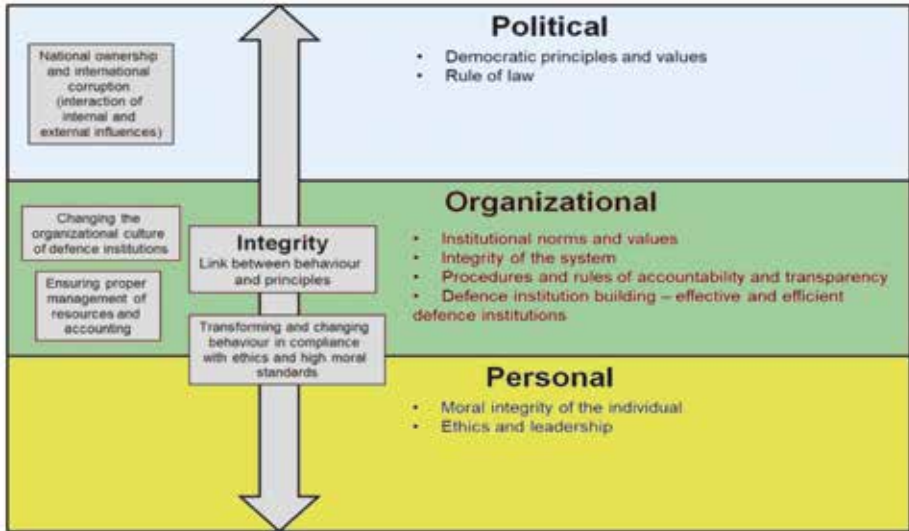 Political
• Democratic principles and values
• Rule of law
National ownership
and international
corruption
(interaction of
internal and
external influences)
Organizational
• Institutional norms and values
• Integrity of the system
• Procedures and rules of accountability and transparency
• Defence institution building – effective and efficient
defence institutions
Changing the
organizational culture
of defence institutions
Ensuring proper
management of
resources and
accounting
Integrity
Link between behaviour
and principles
Transforming and changing
behaviour in compliance
with ethics and high moral
standards
Personal
• Moral integrity of the individual
• Ethics and leadership